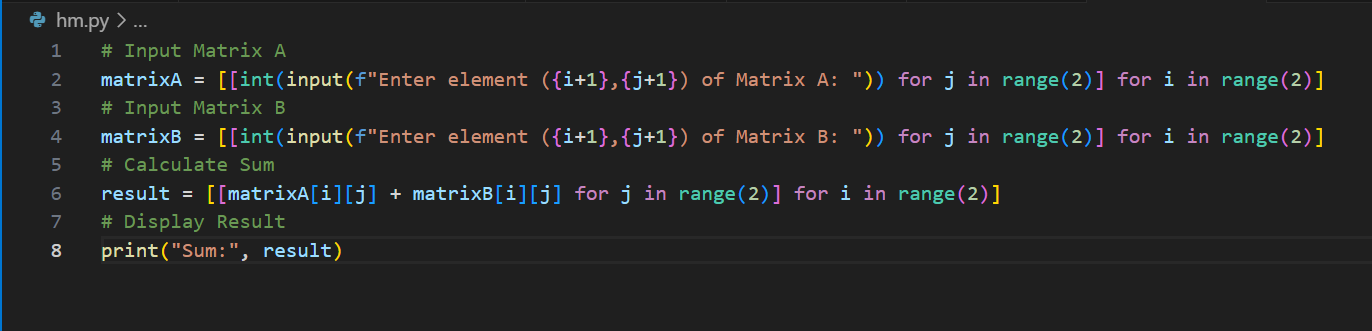 hm.py > ...
1 # Input Matrix A
2 matrixA = [[int(input(f"Enter element ({i+1},{j+1}) of Matrix A: ")) for j in range(2)] for i in range(2)]
3 # Input Matrix B
4 matrixB = [[int(input(f"Enter element ({i+1},{j+1}) of Matrix B: ")) for j in range(2)] for i in range(2)]
5 # Calculate Sum
6 result = [[matrixA[i][j] + matrixB[i][j] for j in range(2)] for i in range(2)]
7 # Display Result
8 print("Sum:", result)